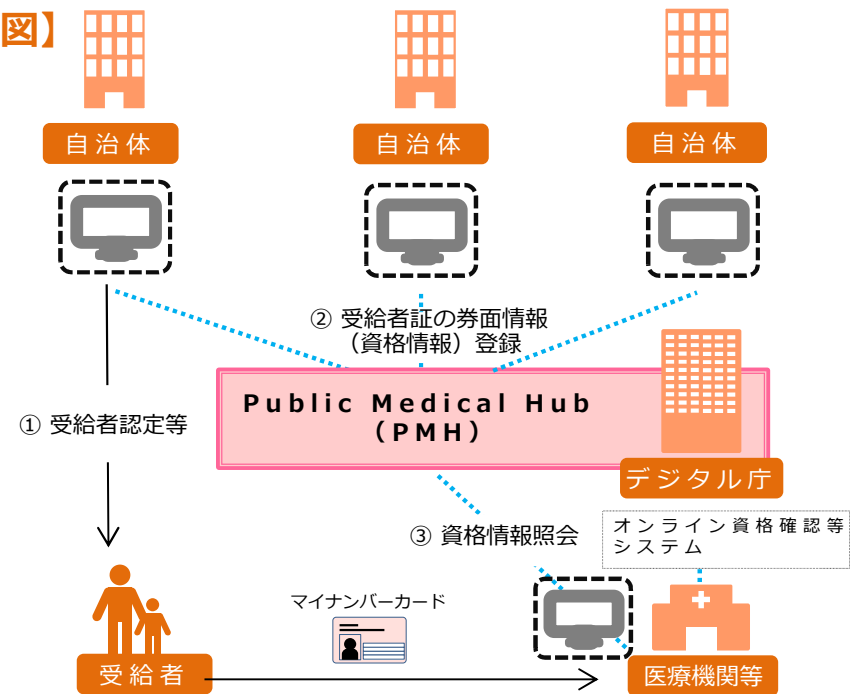 図】
自治体
自治体
自治体
② 受給者証の券面情報
（資格情報）登録
Public Medical Hub
（PMH）
① 受給者認定等
デジタル庁
③ 資格情報照会
オンライン資格確認等
システム
マイナンバーカード
受給者
医療機関等